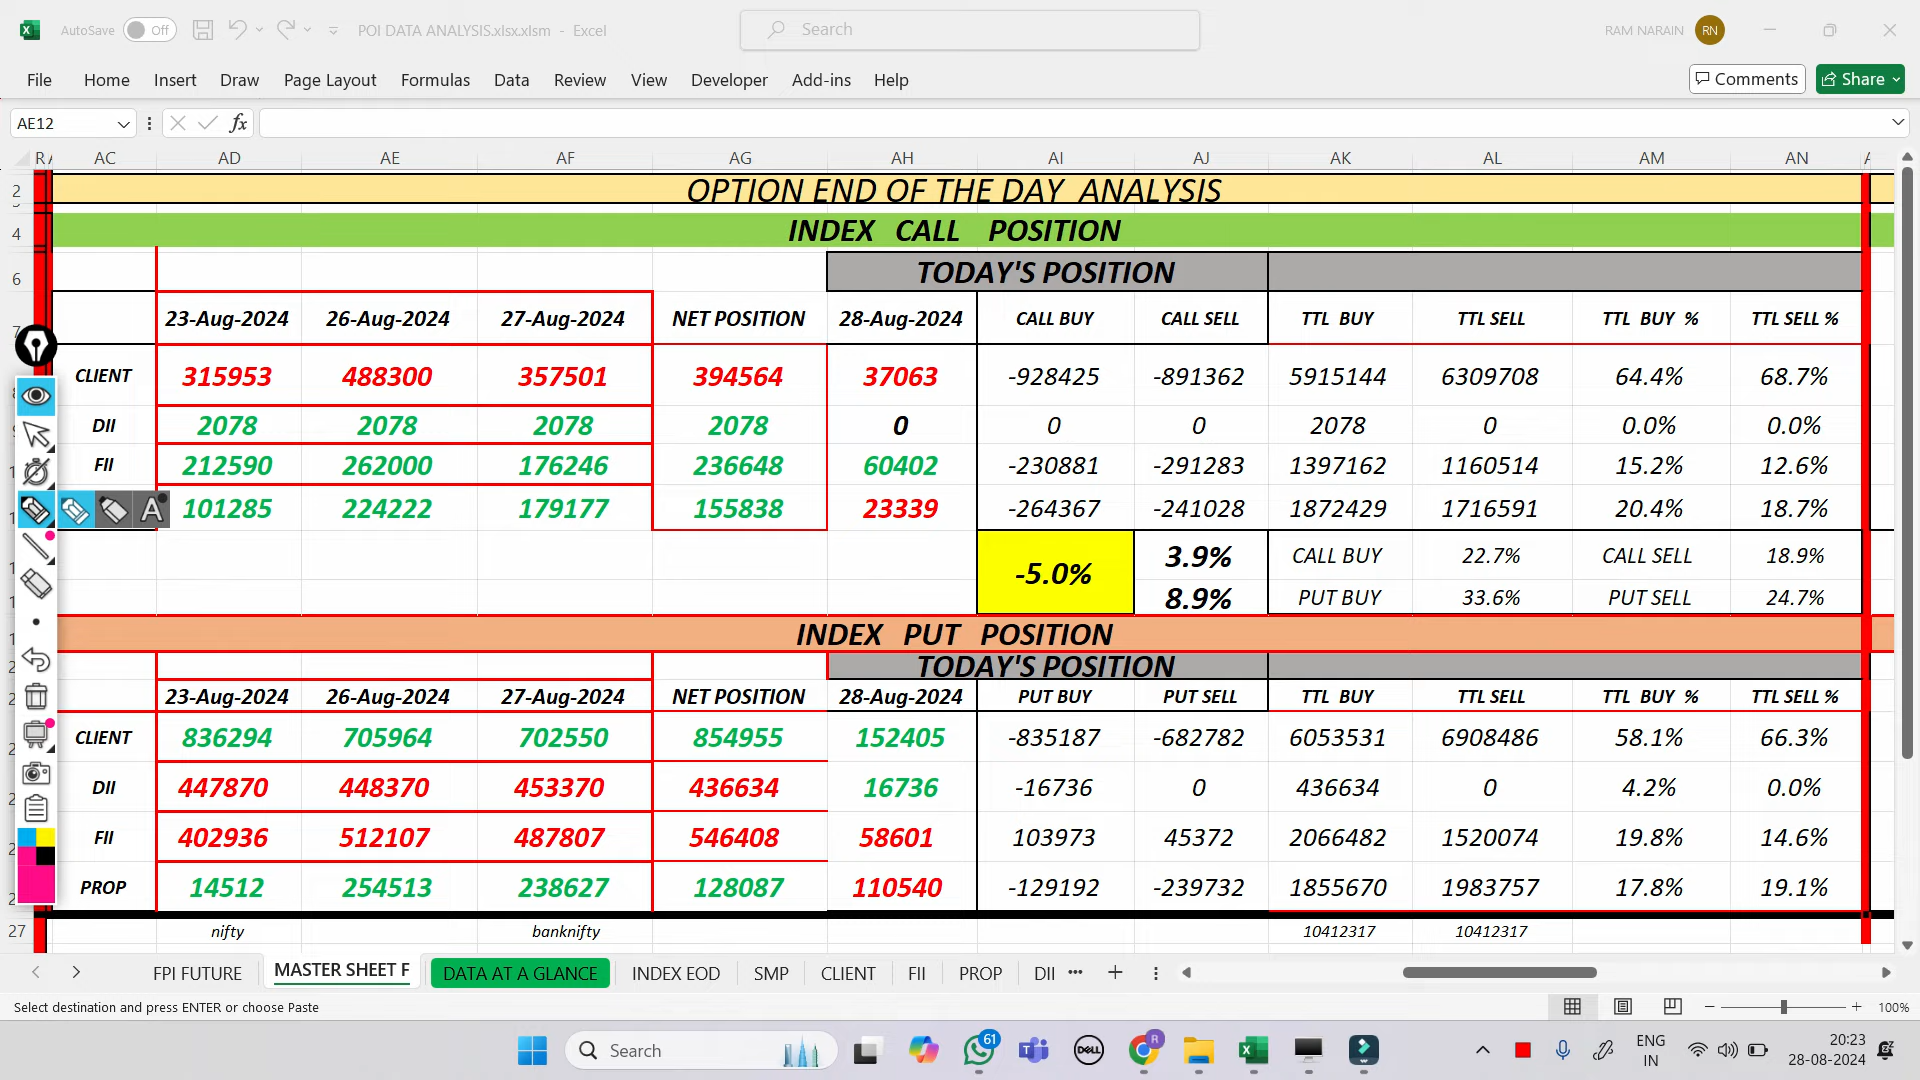 AutoSave Off POI DATA ANALYSIS.xlsx.xlsm - Excel Search RAM NARAIN RN
File Home Insert Draw Page Layout Formulas Data Review View Developer Add-ins Help Comments Share
AE12 fx
AC AD AE AF AG AH AI AJ AK AL AM AN
2 OPTION END OF THE DAY ANALYSIS
4 INDEX CALL POSITION
6 TODAY'S POSITION
7 23-Aug-2024 26-Aug-2024 27-Aug-2024 NET POSITION 28-Aug-2024 CALL BUY CALL SELL TTL BUY TTL SELL TTL BUY % TTL SELL %
CLIENT 315953 488300 357501 394564 37063 -928425 -891362 5915144 6309708 64.4% 68.7%
DII 2078 2078 2078 2078 0 0 0 2078 0 0.0% 0.0%
FII 212590 262000 176246 236648 60402 -230881 -291283 1397162 1160514 15.2% 12.6%
A 101285 224222 179177 155838 23339 -264367 -241028 1872429 1716591 20.4% 18.7%
-5.0% 3.9% CALL BUY 22.7% CALL SELL 18.9%
8.9% PUT BUY 33.6% PUT SELL 24.7%
INDEX PUT POSITION
TODAY'S POSITION
23-Aug-2024 26-Aug-2024 27-Aug-2024 NET POSITION 28-Aug-2024 PUT BUY PUT SELL TTL BUY TTL SELL TTL BUY % TTL SELL %
CLIENT 836294 705964 702550 854955 152405 -835187 -682782 6053531 6908486 58.1% 66.3%
DII 447870 448370 453370 436634 16736 -16736 0 436634 0 4.2% 0.0%
FII 402936 512107 487807 546408 58601 103973 45372 2066482 1520074 19.8% 14.6%
PROP 14512 254513 238627 128087 110540 -129192 -239732 1855670 1983757 17.8% 19.1%
27 nifty banknifty 10412317 10412317
FPI FUTURE MASTER SHEET F DATA AT A GLANCE INDEX EOD SMP CLIENT FII PROP DII
Select destination and press ENTER or choose Paste 100%
Search 61 DELL R ENG IN 20:23 28-08-2024